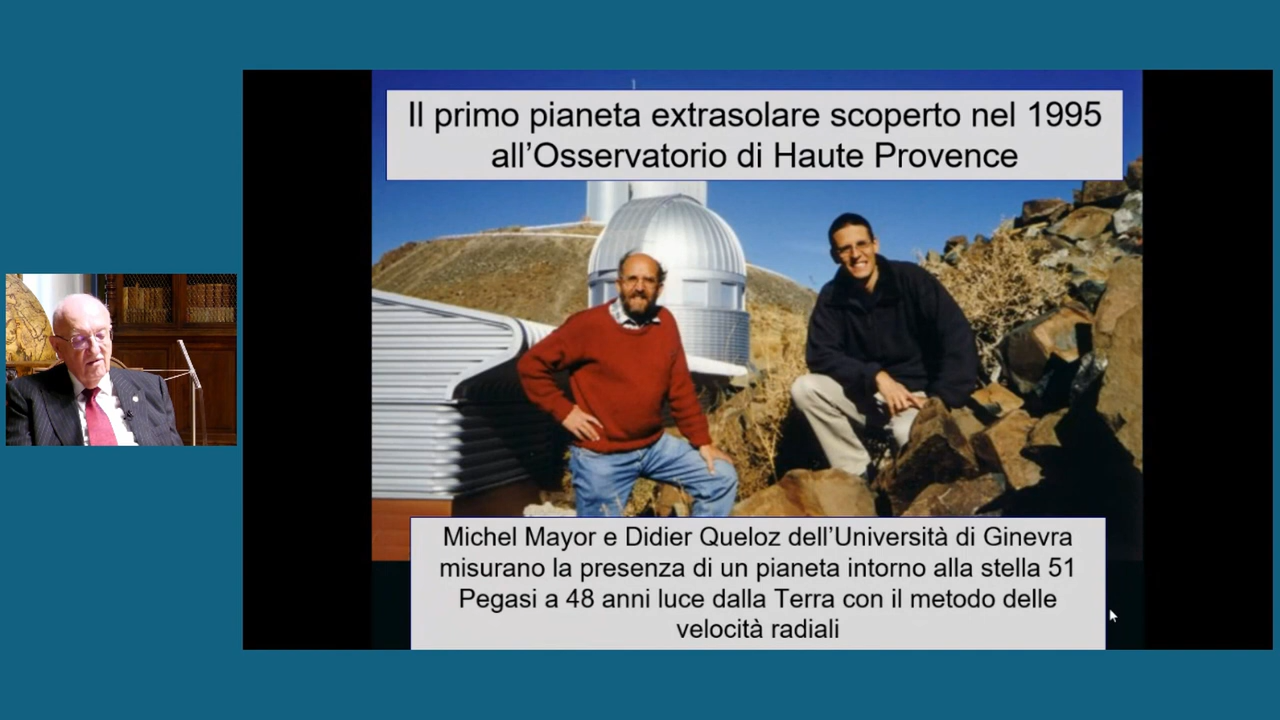 Il primo pianeta extrasolare scoperto nel 1995
all’Osservatorio di Haute Provence
Michel Mayor e Didier Queloz dell’Università di Ginevra
misurano la presenza di un pianeta intorno alla stella 51
Pegasi a 48 anni luce dalla Terra con il metodo delle
velocità radiali